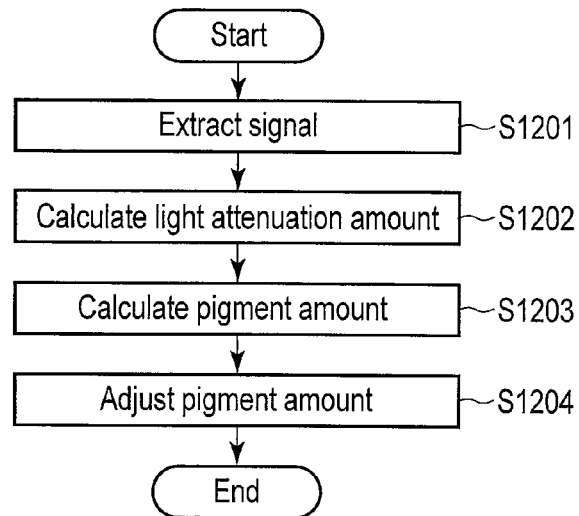 Start
Extract signal
S1201
Calculate light attenuation amount
S1202
Calculate pigment amount
S1203
Adjust pigment amount
S1204
End